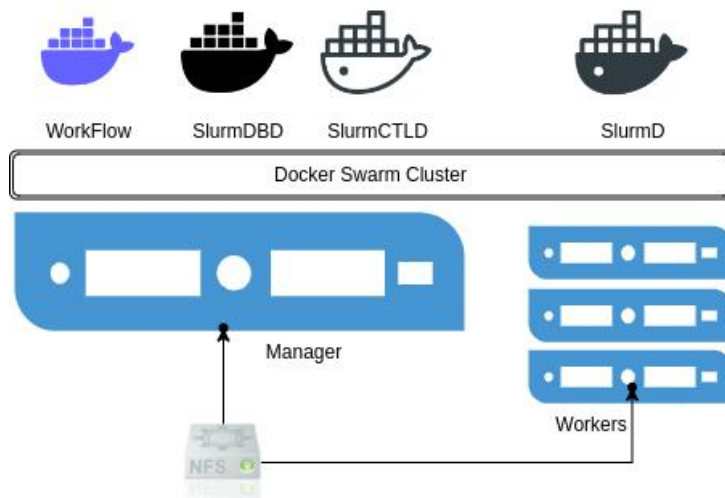 WorkFlow
SlurmDBD
SlurmCTLD
SlurmD
Docker Swarm Cluster
Manager
Workers
NFS